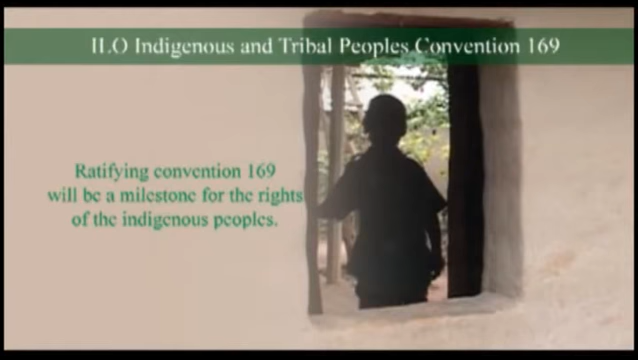 ILO Indigenous and Tribal Peoples Convention 169
Ratifying convention 169
will be a milestone for the rights
of the indigenous peoples.